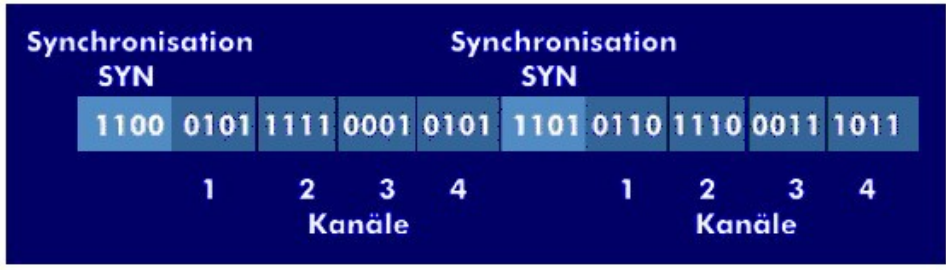 Synchronisation Synchronisation
SYN SYN
1100 0101 1111 0001 0101 1101 0110 1110 0011 1011
1 2 3 4 1 2 3 4
Kanäle Kanäle